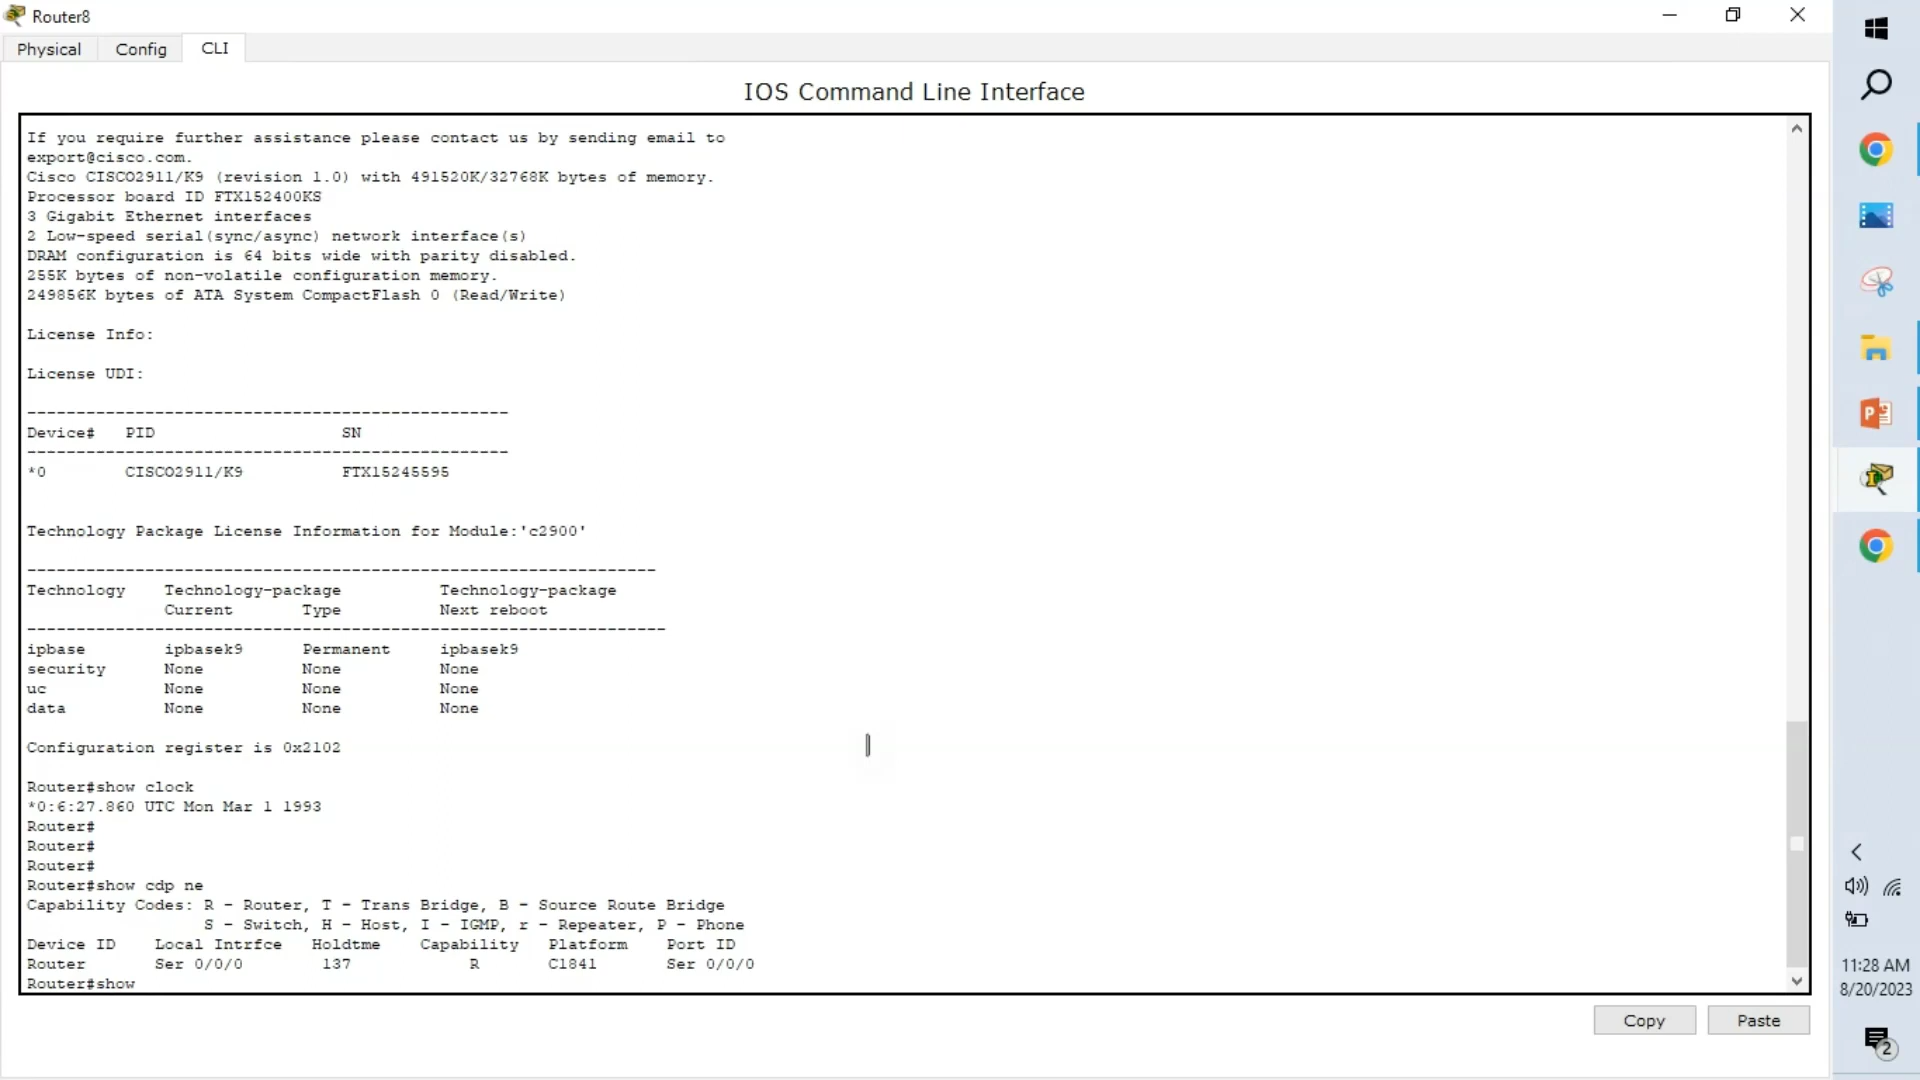 Router8
Physical Config CLI
IOS Command Line Interface
If you require further assistance please contact us by sending email to
export@cisco.com.
Cisco CISCO2911/K9 (revision 1.0) with 491520K/32768K bytes of memory.
Processor board ID FTX152400KS
3 Gigabit Ethernet interfaces
2 Low-speed serial(sync/async) network interface(s)
DRAM configuration is 64 bits wide with parity disabled.
255K bytes of non-volatile configuration memory.
249856K bytes of ATA System CompactFlash 0 (Read/Write)
License Info:
License UDI:
-------------------------------------------------
Device# PID SN
-------------------------------------------------
*0 CISCO2911/K9 FTX15245595
Technology Package License Information for Module:'c2900'
----------------------------------------------------------------
Technology Technology-package Technology-package
Current Type Next reboot
-----------------------------------------------------------------
ipbase ipbasek9 Permanent ipbasek9
security None None None
uc None None None
data None None None
Configuration register is 0x2102
Router#show clock
*0:6:27.860 UTC Mon Mar 1 1993
Router#
Router#
Router#
Router#show cdp ne
Capability Codes: R - Router, T - Trans Bridge, B - Source Route Bridge
S - Switch, H - Host, I - IGMP, r - Repeater, P - Phone
Device ID Local Intrfce Holdtme Capability Platform Port ID
Router Ser 0/0/0 137 R C1841 Ser 0/0/0
Router#show
Copy Paste
11:28 AM
8/20/2023
2